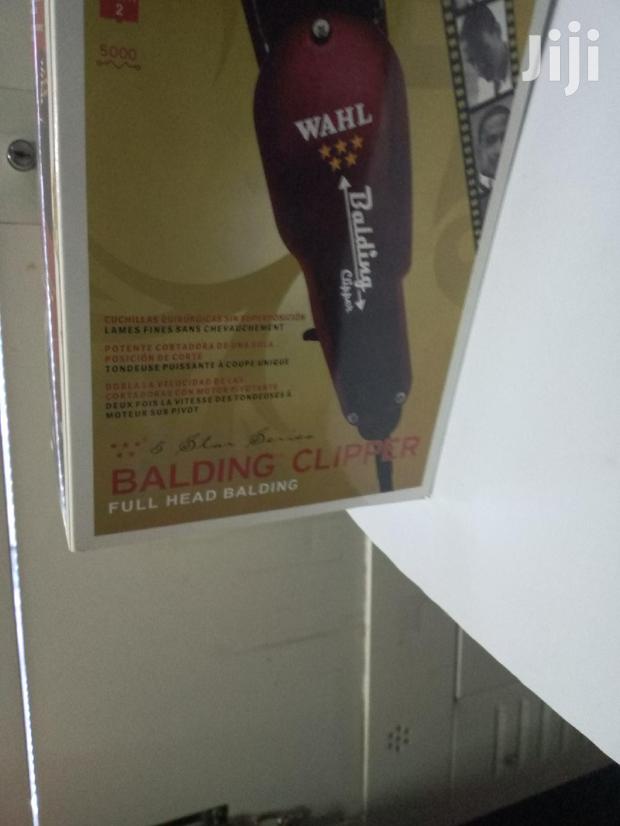 Jiji
2
5000
WAHL
Balding
Clipper
CUCHILLAS QUIRÚRGICAS SIN SUPERPOSICIÓN
LAMES FINES SANS CHEVAUCHEMENT
POTENTE CORTADORA DE UNA SOLA
POSICIÓN DE CORTE
TONDEUSE PUISSANTE À COUPE UNIQUE
DOBLA LA VELOCIDAD DE LAS
CORTADORAS CON MOTOR PIVOTANTE
DEUX FOIS LA VITESSE DES TONDEUSES À
MOTEUR SUR PIVOT
5 Star Series
BALDING CLIPPER
FULL HEAD BALDING